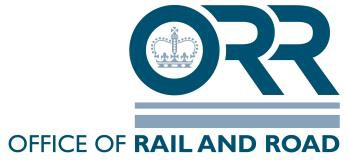 ORR
OFFICE OF RAIL AND ROAD